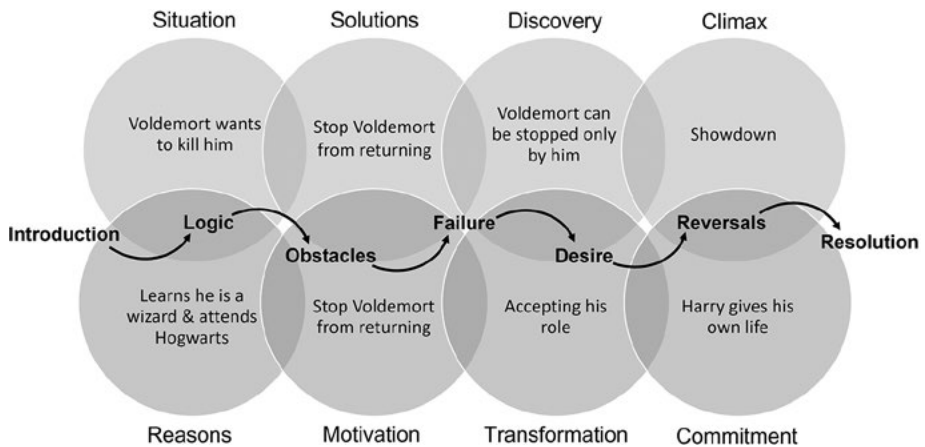 Situation
Solutions
Discovery
Climax
Voldemort wants
to kill him
Stop Voldemort
from returning
Voldemort can
be stopped only
by him
Showdown
Introduction
Logic
Obstacles
Failure
Desire
Reversals
Resolution
Learns he is a
wizard & attends
Hogwarts
Stop Voldemort
from returning
Accepting his
role
Harry gives his
own life
Reasons
Motivation
Transformation
Commitment